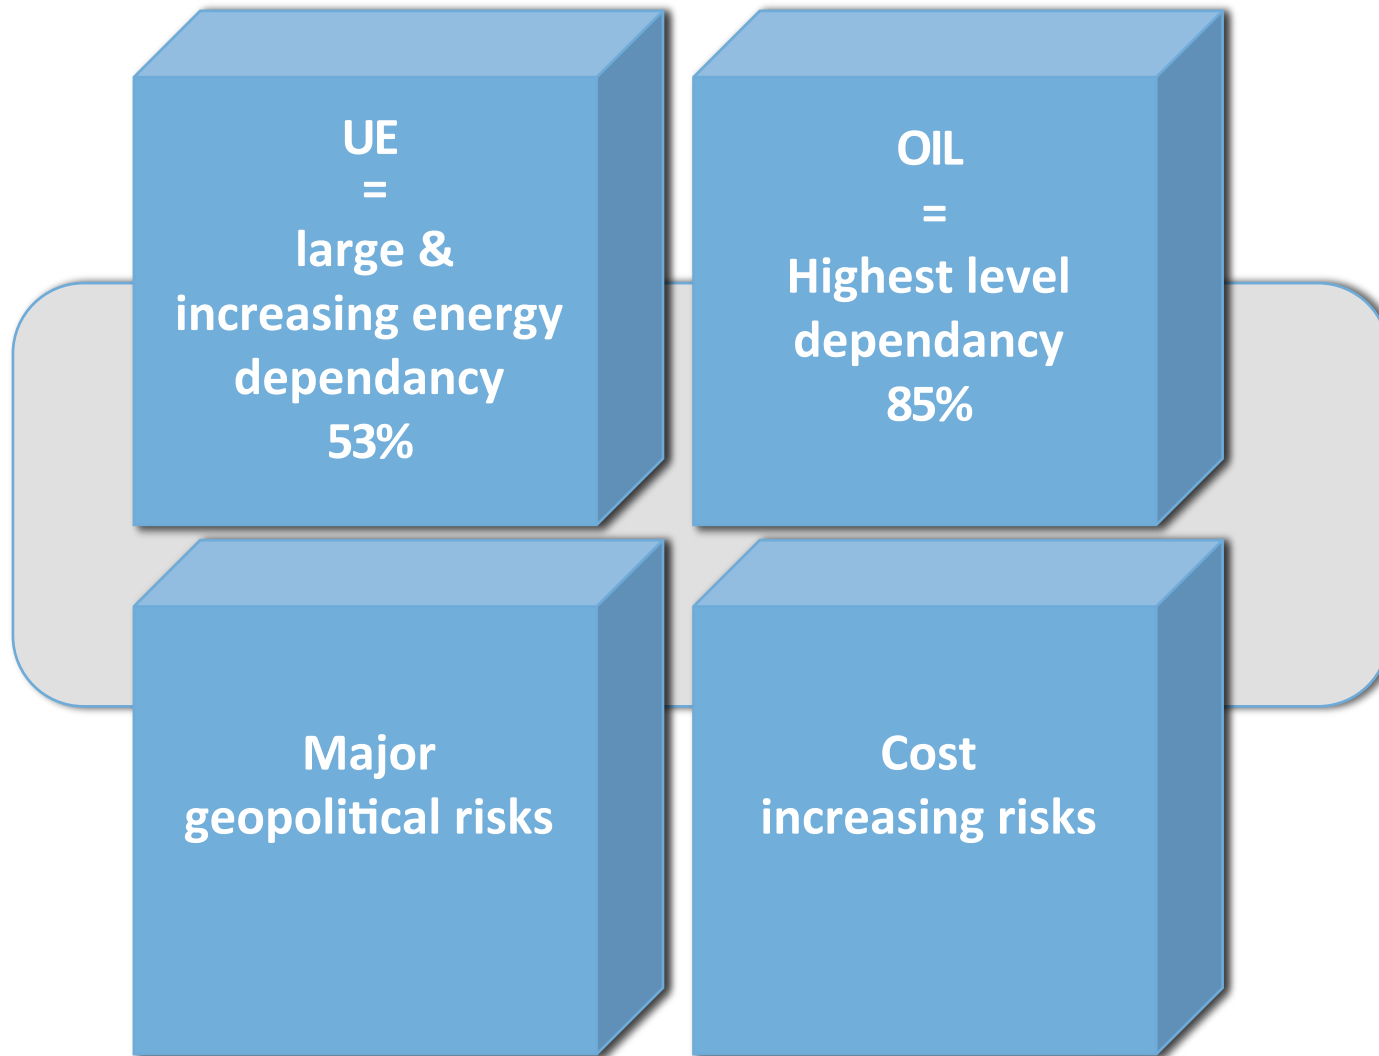 UE
=
large &
increasing energy
dependancy
53%
OIL
=
Highest level
dependancy
85%
Major
geopolitical risks
Cost
increasing risks